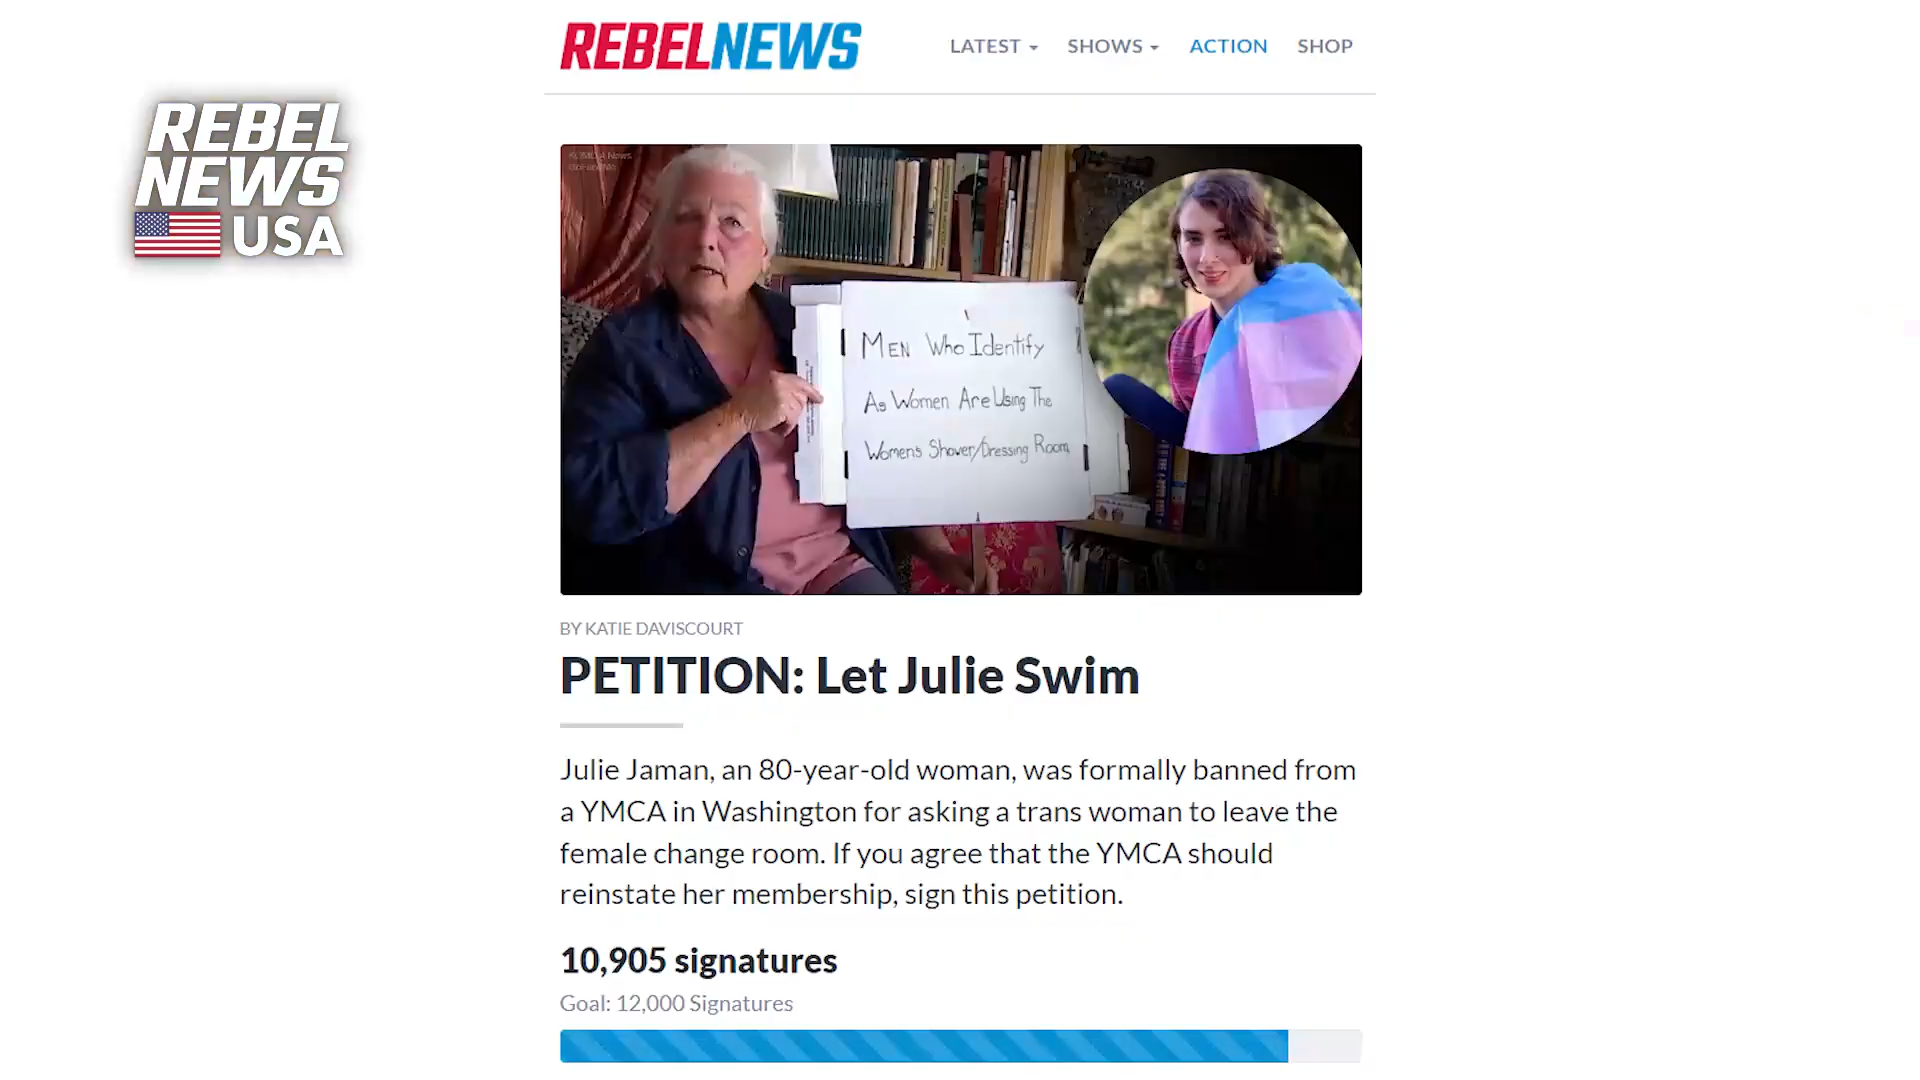 REBELNEWS
LATEST
SHOWS
ACTION
SHOP
REBEL
NEWS
USA
MEN Who Identify
As Women Are Using The
Women's Shower/Dressing Room
BY KATIE DAVISCOURT
PETITION: Let Julie Swim
Julie Jaman, an 80-year-old woman, was formally banned from
a YMCA in Washington for asking a trans woman to leave the
female change room. If you agree that the YMCA should
reinstate her membership, sign this petition.
10,905 signatures
Goal: 12,000 Signatures